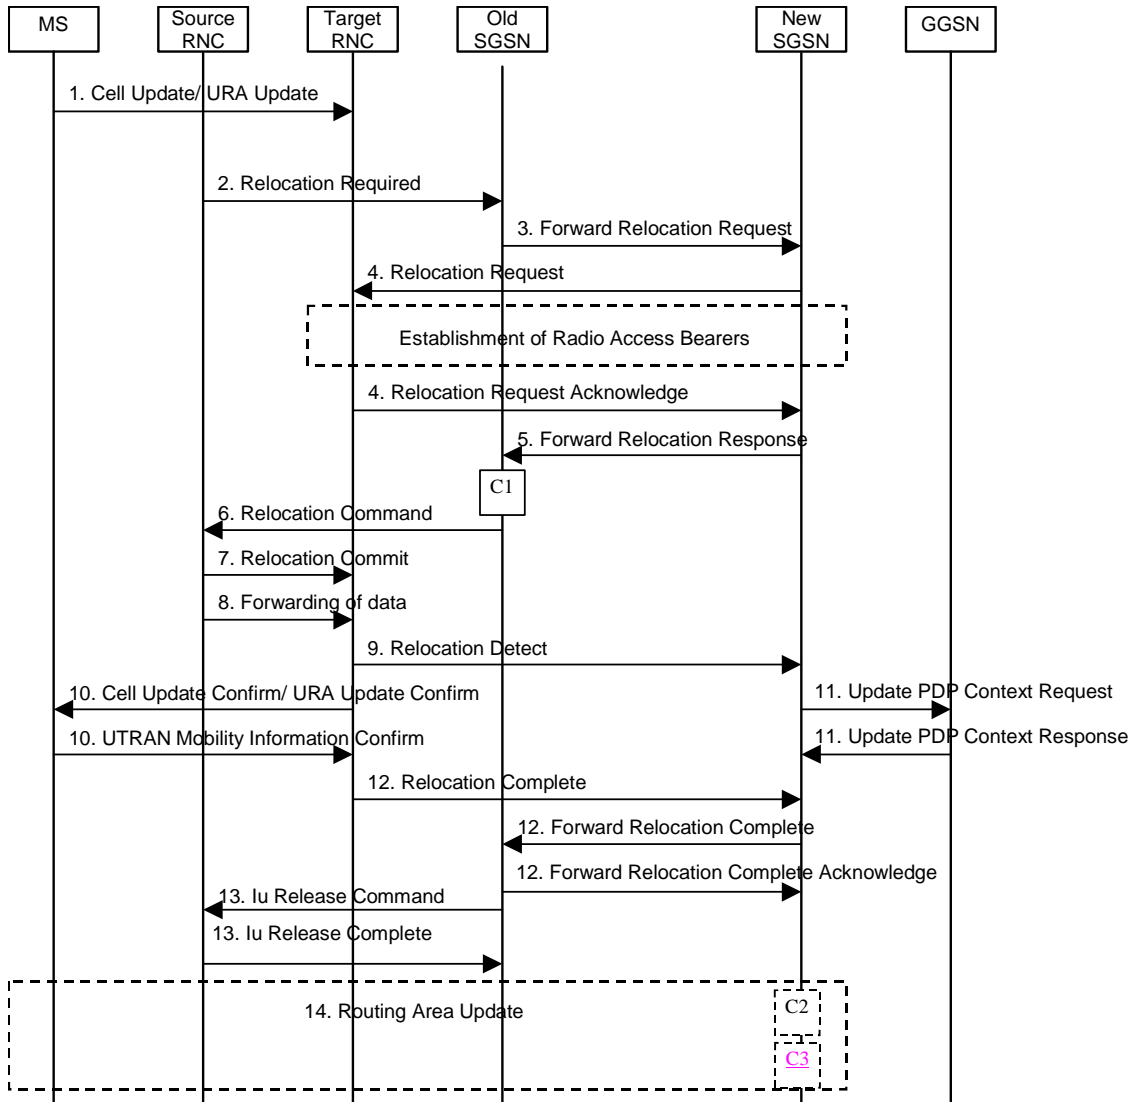 MS
Source
RNC
Target
RNC
Old
SGSN
New
SGSN
GGSN
1. Cell Update/ URA Update
2. Relocation Required
3. Forward Relocation Request
4. Relocation Request
Establishment of Radio Access Bearers
4. Relocation Request Acknowledge
5. Forward Relocation Response
C1
6. Relocation Command
7. Relocation Commit
8. Forwarding of data
9. Relocation Detect
10. Cell Update Confirm/ URA Update Confirm
11. Update PDP Context Request
10. UTRAN Mobility Information Confirm
11. Update PDP Context Response
12. Relocation Complete
12. Forward Relocation Complete
12. Forward Relocation Complete Acknowledge
13. Iu Release Command
13. Iu Release Complete
14. Routing Area Update
C2
C3